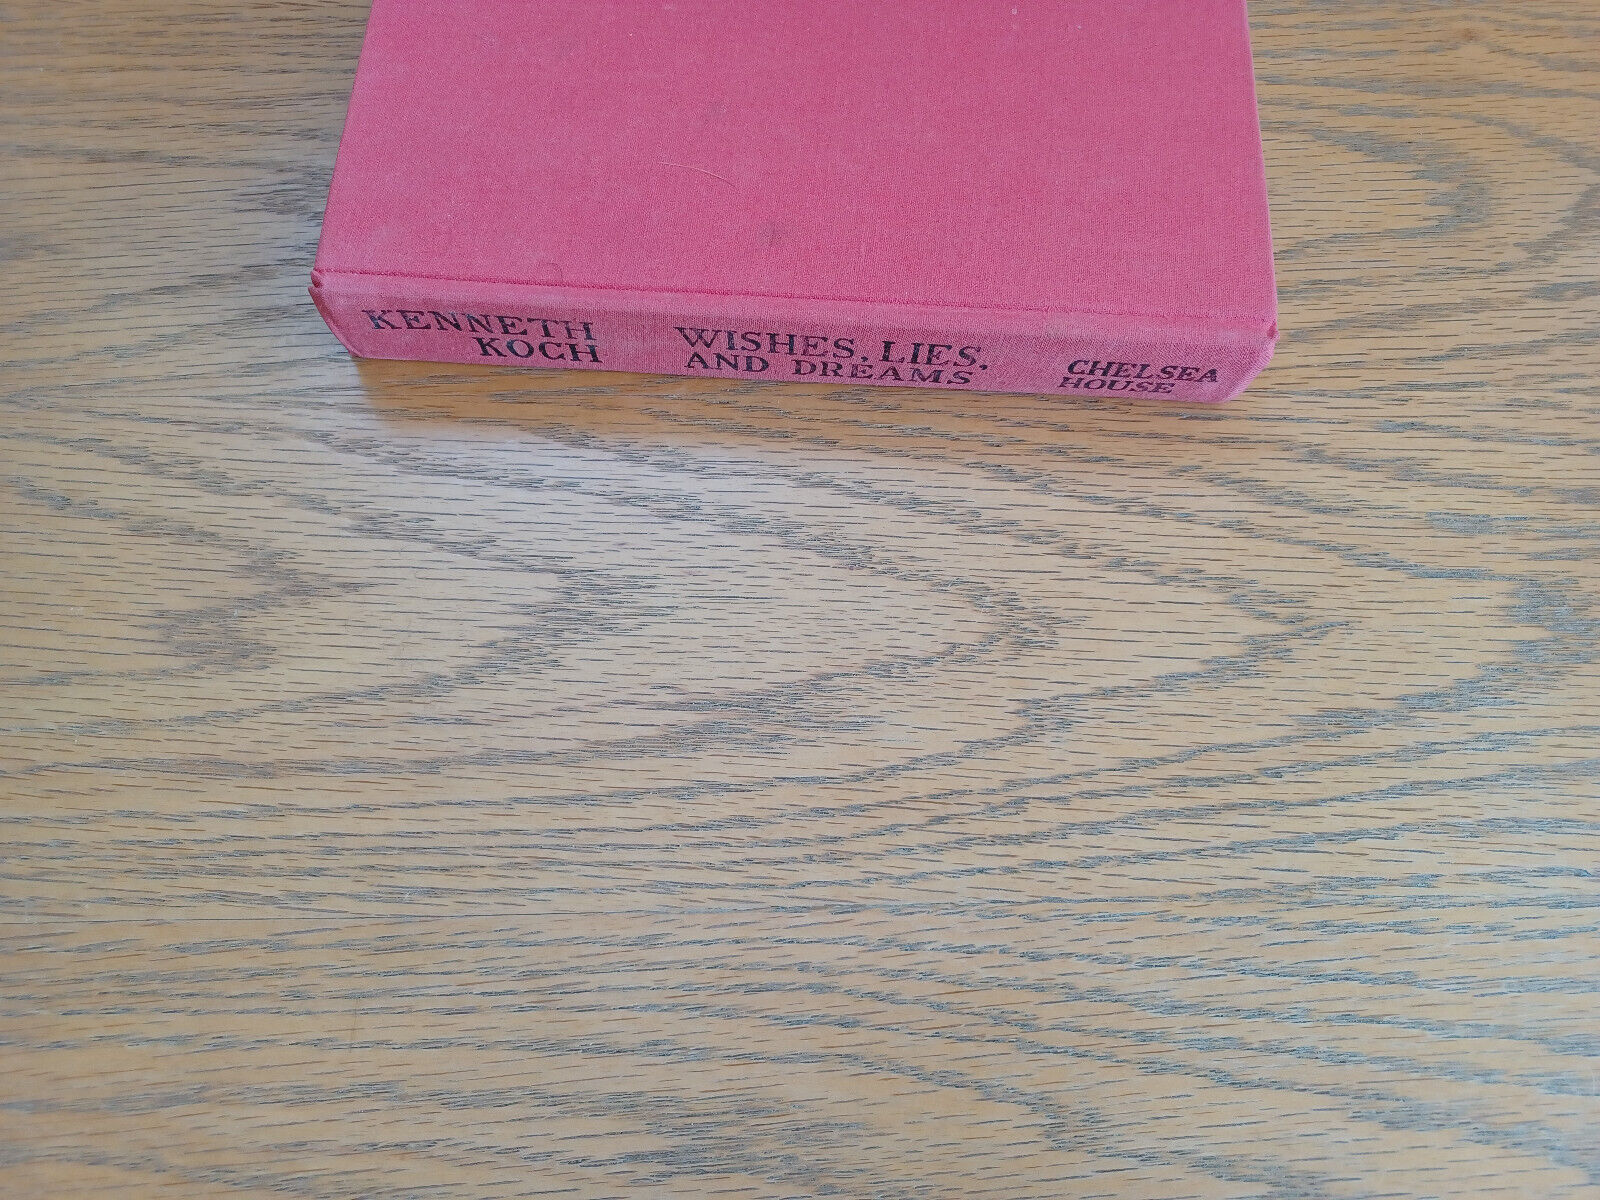 KENNETH
KOCH
WISHES, LIES,
AND DREAMS
CHELSEA
HOUSE